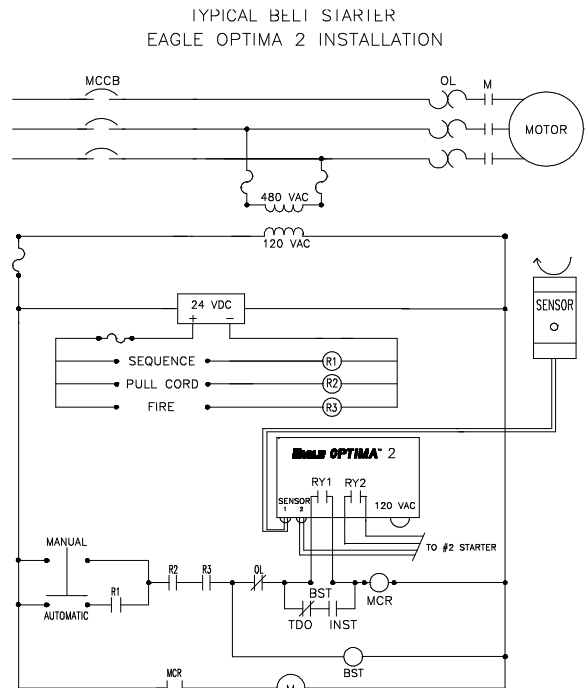 TYPICAL BELT STARTER
EAGLE OPTIMA 2 INSTALLATION
MCCB
OL
M
MOTOR
480 VAC
120 VAC
24 VDC
+ −
SENSOR
SEQUENCE
R1
PULL CORD
R2
FIRE
R3
EAGLE OPTIMA™ 2
RY1 RY2
SENSOR
1 2
120 VAC
TO #2 STARTER
MANUAL
AUTOMATIC
R1
R2
R3
OL
BST
TDO
INST
MCR
BST
MCR
M